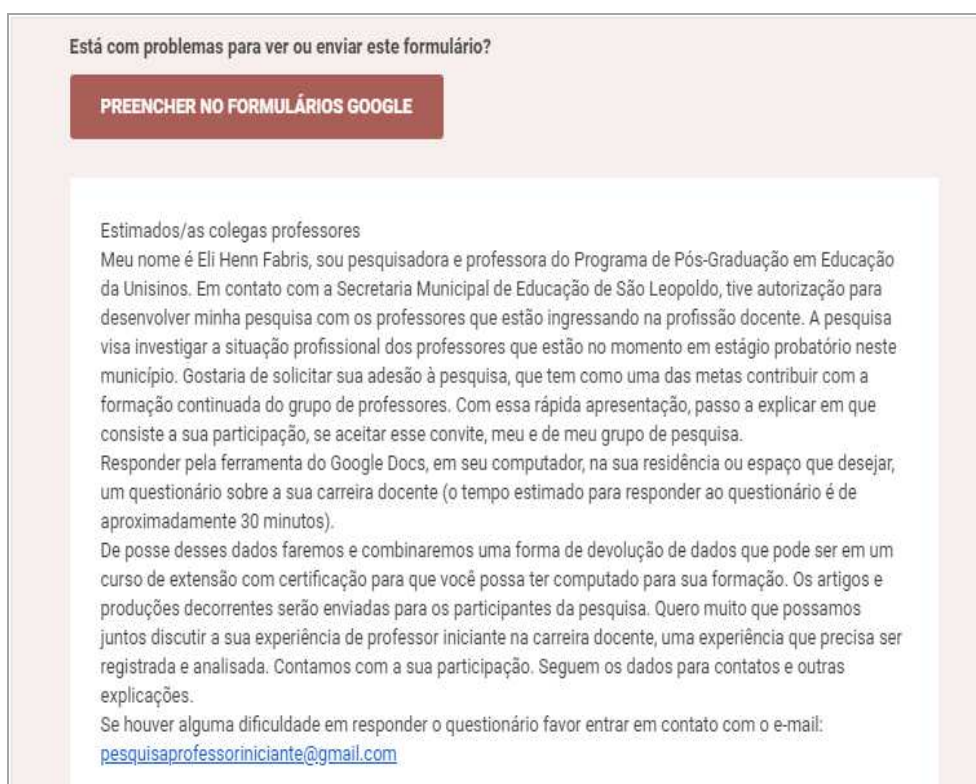 Está com problemas para ver ou enviar este formulário?
PREENCHER NO FORMULÁRIOS GOOGLE
Estimados/as colegas professores
Meu nome é Eli Henn Fabris, sou pesquisadora e professora do Programa de Pós-Graduação em Educação
da Unisinos. Em contato com a Secretaria Municipal de Educação de São Leopoldo, tive autorização para
desenvolver minha pesquisa com os professores que estão ingressando na profissão docente. A pesquisa
visa investigar a situação profissional dos professores que estão no momento em estágio probatório neste
município. Gostaria de solicitar sua adesão à pesquisa, que tem como uma das metas contribuir com a
formação continuada do grupo de professores. Com essa rápida apresentação, passo a explicar em que
consiste a sua participação, se aceitar esse convite, meu e de meu grupo de pesquisa.
Responder pela ferramenta do Google Docs, em seu computador, na sua residência ou espaço que desejar,
um questionário sobre a sua carreira docente (o tempo estimado para responder ao questionário é de
aproximadamente 30 minutos).
De posse desses dados faremos e combinaremos uma forma de devolução de dados que pode ser em um
curso de extensão com certificação para que você possa ter computado para sua formação. Os artigos e
produções decorrentes serão enviadas para os participantes da pesquisa. Quero muito que possamos
juntos discutir a sua experiência de professor iniciante na carreira docente, uma experiência que precisa ser
registrada e analisada. Contamos com a sua participação. Seguem os dados para contatos e outras
explicações.
Se houver alguma dificuldade em responder o questionário favor entrar em contato com o e-mail:
pesquisaprofessoriniciante@gmail.com